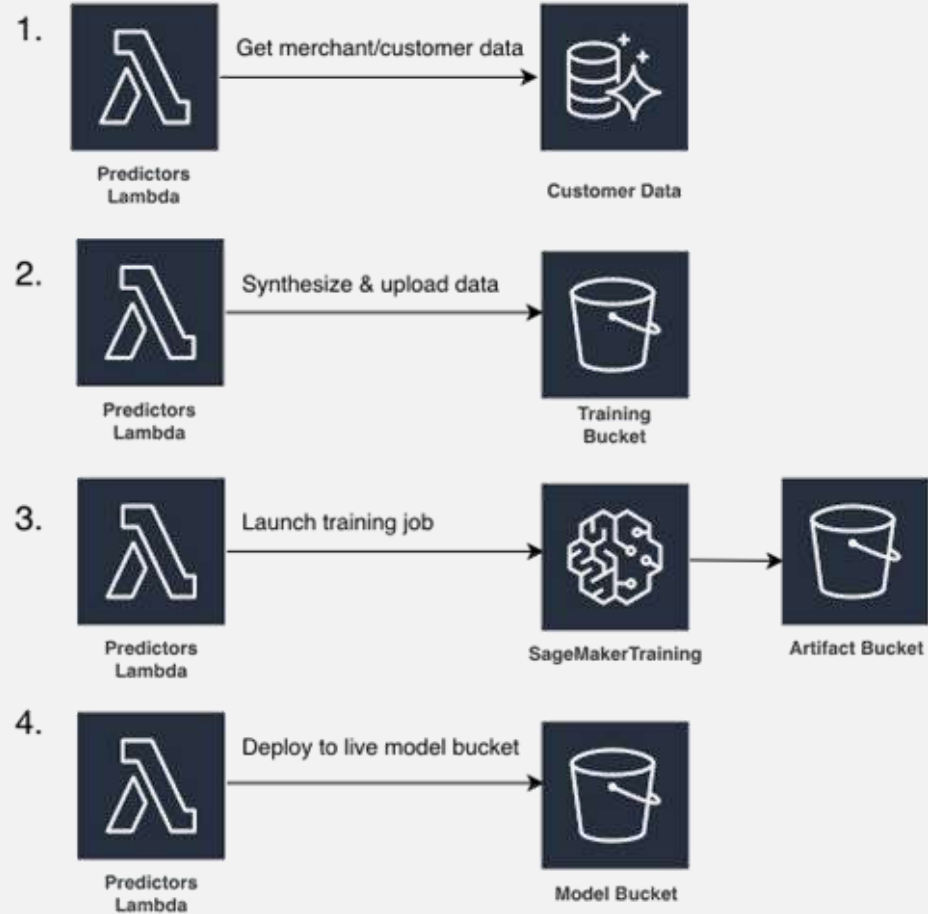 1.
Get merchant/customer data
Predictors
Lambda
Customer Data
2.
Synthesize & upload data
Predictors
Lambda
Training
Bucket
3.
Launch training job
Predictors
Lambda
SageMakerTraining
Artifact Bucket
4.
Deploy to live model bucket
Predictors
Lambda
Model Bucket